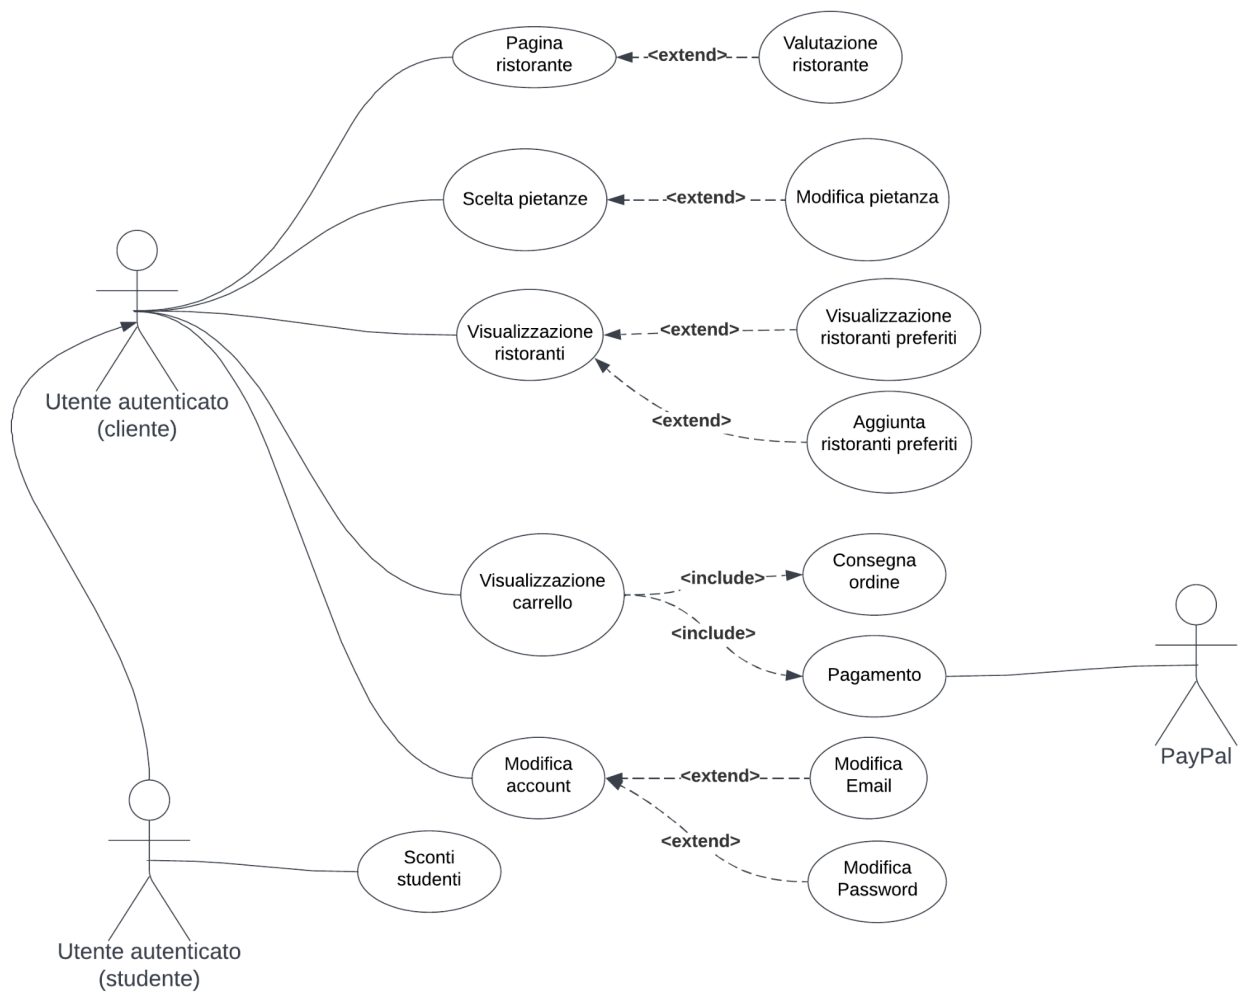 Pagina
ristorante
<extend>
Valutazione
ristorante
Scelta pietanze
<extend>
Modifica pietanza
Utente autenticato
(cliente)
Visualizzazione
ristoranti
<extend>
Visualizzazione
ristoranti preferiti
<extend>
Aggiunta
ristoranti preferiti
Visualizzazione
carrello
<include>
Consegna
ordine
<include>
Pagamento
PayPal
Modifica
account
<extend>
Modifica
Email
<extend>
Modifica
Password
Sconti
studenti
Utente autenticato
(studente)